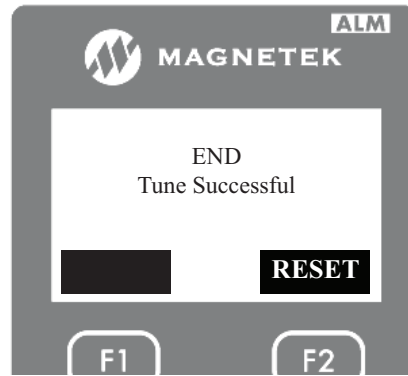 ALM
MAGNETEK
END
Tune Successful
RESET
F1 F2